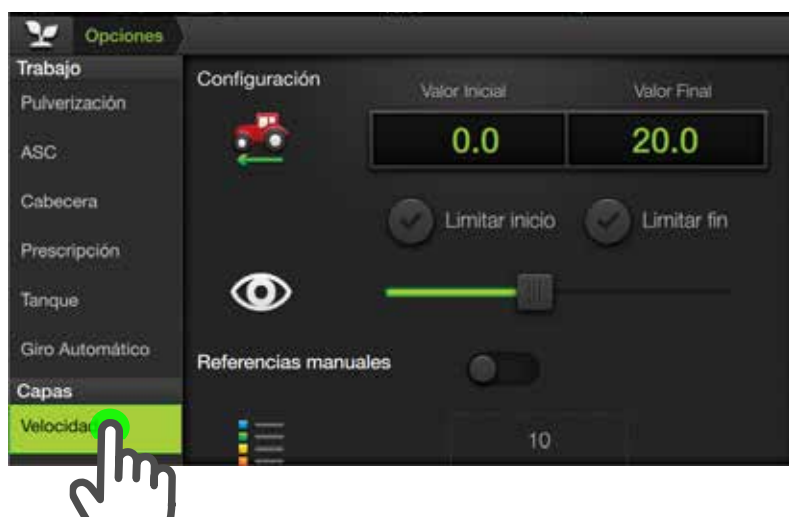 Opciones
Trabajo
Pulverización
ASC
Cabecera
Prescripción
Tanque
Giro Automático
Capas
Velocidad
Configuración
Valor Inicial
Valor Final
0.0
20.0
Limitar inicio
Limitar fin
Referencias manuales
10